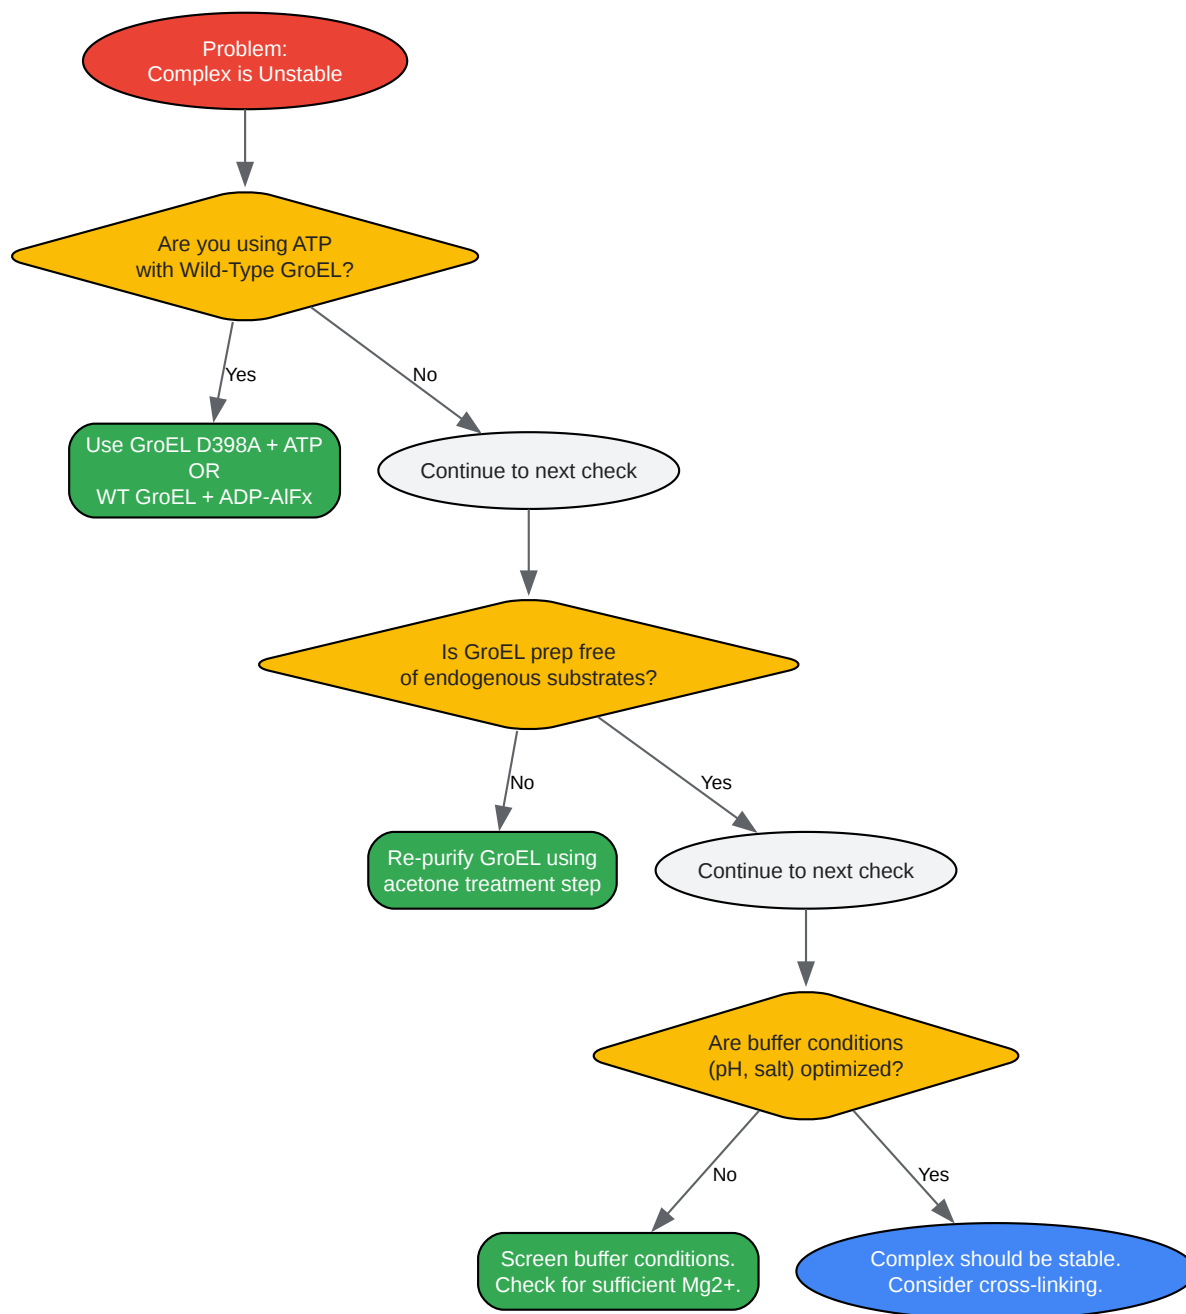 Problem:
Complex is Unstable
Are you using ATP
with Wild-Type GroEL?
Yes
No
Use GroEL D398A + ATP
OR
WT GroEL + ADP-AlFx
Continue to next check
Is GroEL prep free
of endogenous substrates?
No
Yes
Re-purify GroEL using
acetone treatment step
Continue to next check
Are buffer conditions
(pH, salt) optimized?
No
Yes
Screen buffer conditions.
Check for sufficient Mg2+.
Complex should be stable.
Consider cross-linking.